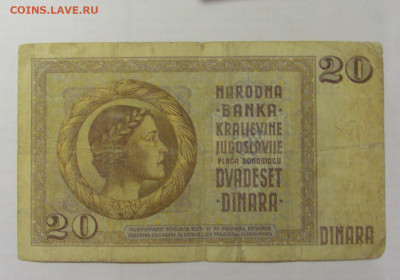 COINS.LAVE.RU
20
NARODNA
BANKA
KRALJEVINE
JUGOSLAVIJE
PLAĆA DONOSIOCU
DVADESET
DINARA
20
DINARA